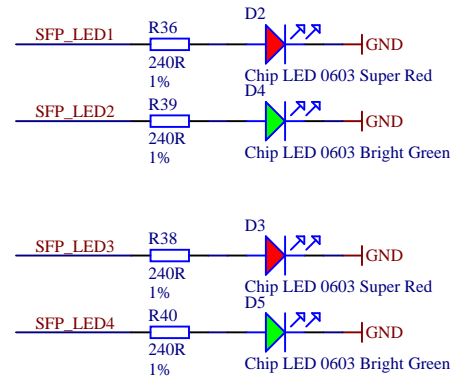 D2
SFP_LED1 R36 GND
240R
1% Chip LED 0603 Super Red
D4
SFP_LED2 R39 GND
240R
1% Chip LED 0603 Bright Green
D3
SFP_LED3 R38 GND
240R
1% Chip LED 0603 Super Red
D5
SFP_LED4 R40 GND
240R
1% Chip LED 0603 Bright Green